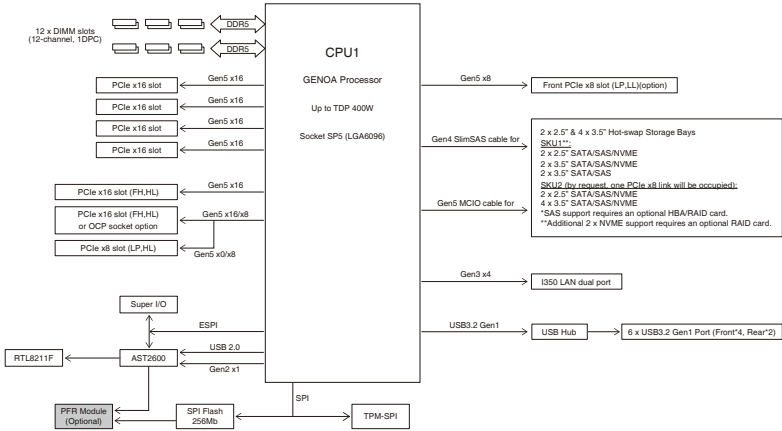 12 x DIMM slots
(12-channel, 1DPC)
DDR5
DDR5
CPU1
GENOA Processor
Up to TDP 400W
Socket SP5 (LGA6096)
PCIe x16 slot
Gen5 x16
PCIe x16 slot
Gen5 x16
PCIe x16 slot
Gen5 x16
PCIe x16 slot
Gen5 x16
PCIe x16 slot (FH,HL)
Gen5 x16
PCIe x16 slot (FH,HL)
or OCP socket option
Gen5 x16/x8
PCIe x8 slot (LP,HL)
Gen5 x0/x8
Gen5 x8
Front PCIe x8 slot (LP,LL)(option)
Gen4 SlimSAS cable for
Gen5 MCIO cable for
2 x 2.5" & 4 x 3.5" Hot-swap Storage Bays
SKU1**:
2 x 2.5" SATA/SAS/NVME
2 x 3.5" SATA/SAS/NVME
2 x 3.5" SATA/SAS
SKU2 (by request, one PCIe x8 link will be occupied):
2 x 2.5" SATA/SAS/NVME
4 x 3.5" SATA/SAS/NVME
*SAS support requires an optional HBA/RAID card.
**Additional 2 x NVME support requires an optional RAID card.
Gen3 x4
I350 LAN dual port
USB3.2 Gen1
USB Hub
6 x USB3.2 Gen1 Port (Front*4, Rear*2)
Super I/O
ESPI
RTL8211F
AST2600
USB 2.0
Gen2 x1
SPI
PFR Module
(Optional)
SPI Flash
256Mb
TPM-SPI